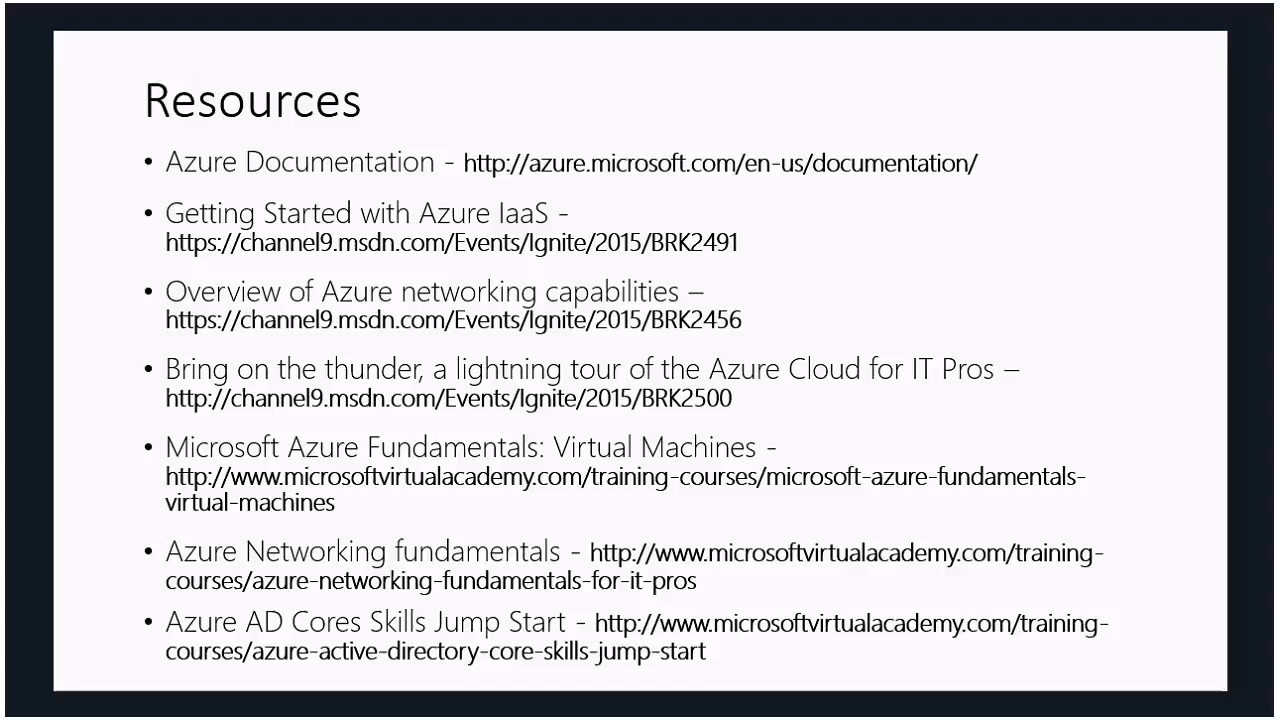 Resources
• Azure Documentation - http://azure.microsoft.com/en-us/documentation/
• Getting Started with Azure IaaS -
https://channel9.msdn.com/Events/Ignite/2015/BRK2491
• Overview of Azure networking capabilities –
https://channel9.msdn.com/Events/Ignite/2015/BRK2456
• Bring on the thunder, a lightning tour of the Azure Cloud for IT Pros –
http://channel9.msdn.com/Events/Ignite/2015/BRK2500
• Microsoft Azure Fundamentals: Virtual Machines -
http://www.microsoftvirtualacademy.com/training-courses/microsoft-azure-fundamentals-
virtual-machines
• Azure Networking fundamentals - http://www.microsoftvirtualacademy.com/training-
courses/azure-networking-fundamentals-for-it-pros
• Azure AD Cores Skills Jump Start - http://www.microsoftvirtualacademy.com/training-
courses/azure-active-directory-core-skills-jump-start